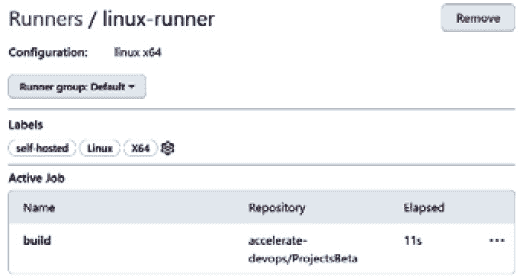 Runners / linux-runner
Remove
Configuration: linux x64
Runner group: Default
Labels
self-hosted Linux X64
Active Job
Name Repository Elapsed
build accelerate- 11s
devops/ProjectsBeta